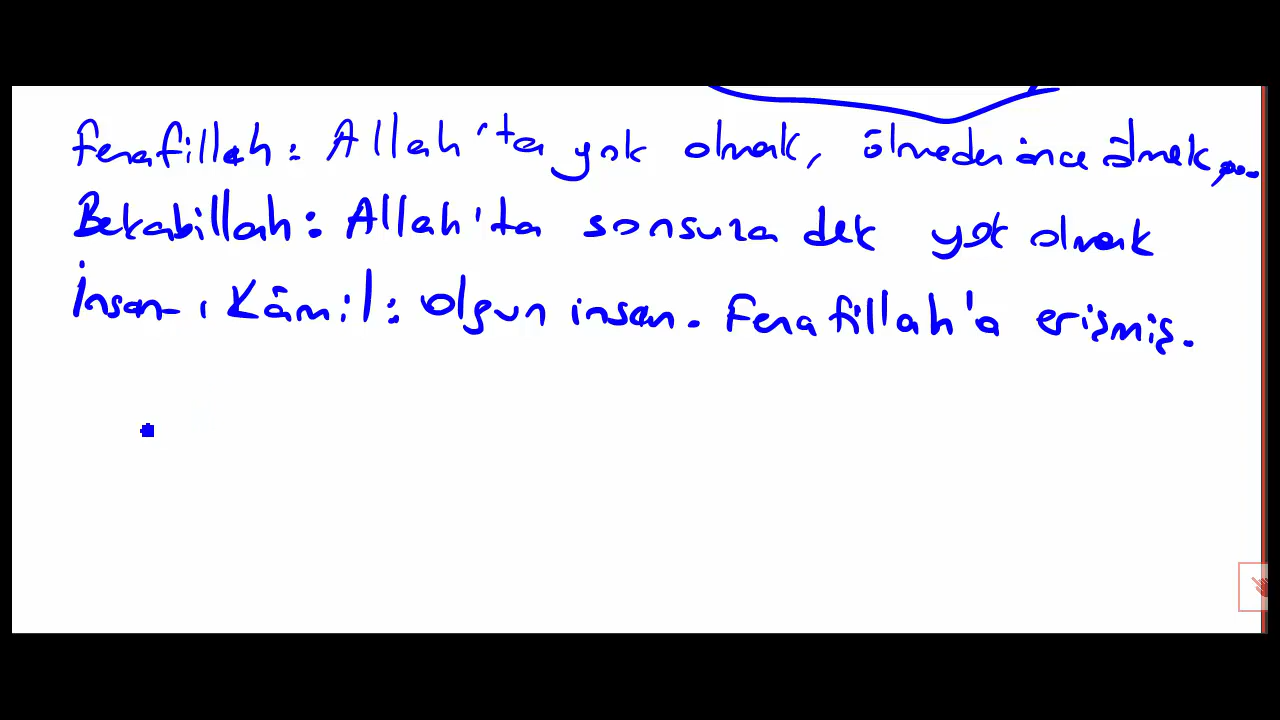 Fenafillah: Allah'ta yok olmak, ölmeden önce ölmek,...
Bekabillah: Allah'ta sonsuza dek yok olmak
İnsan-ı Kâmil: Olgun insan. Fenafillah'a erişmiş.